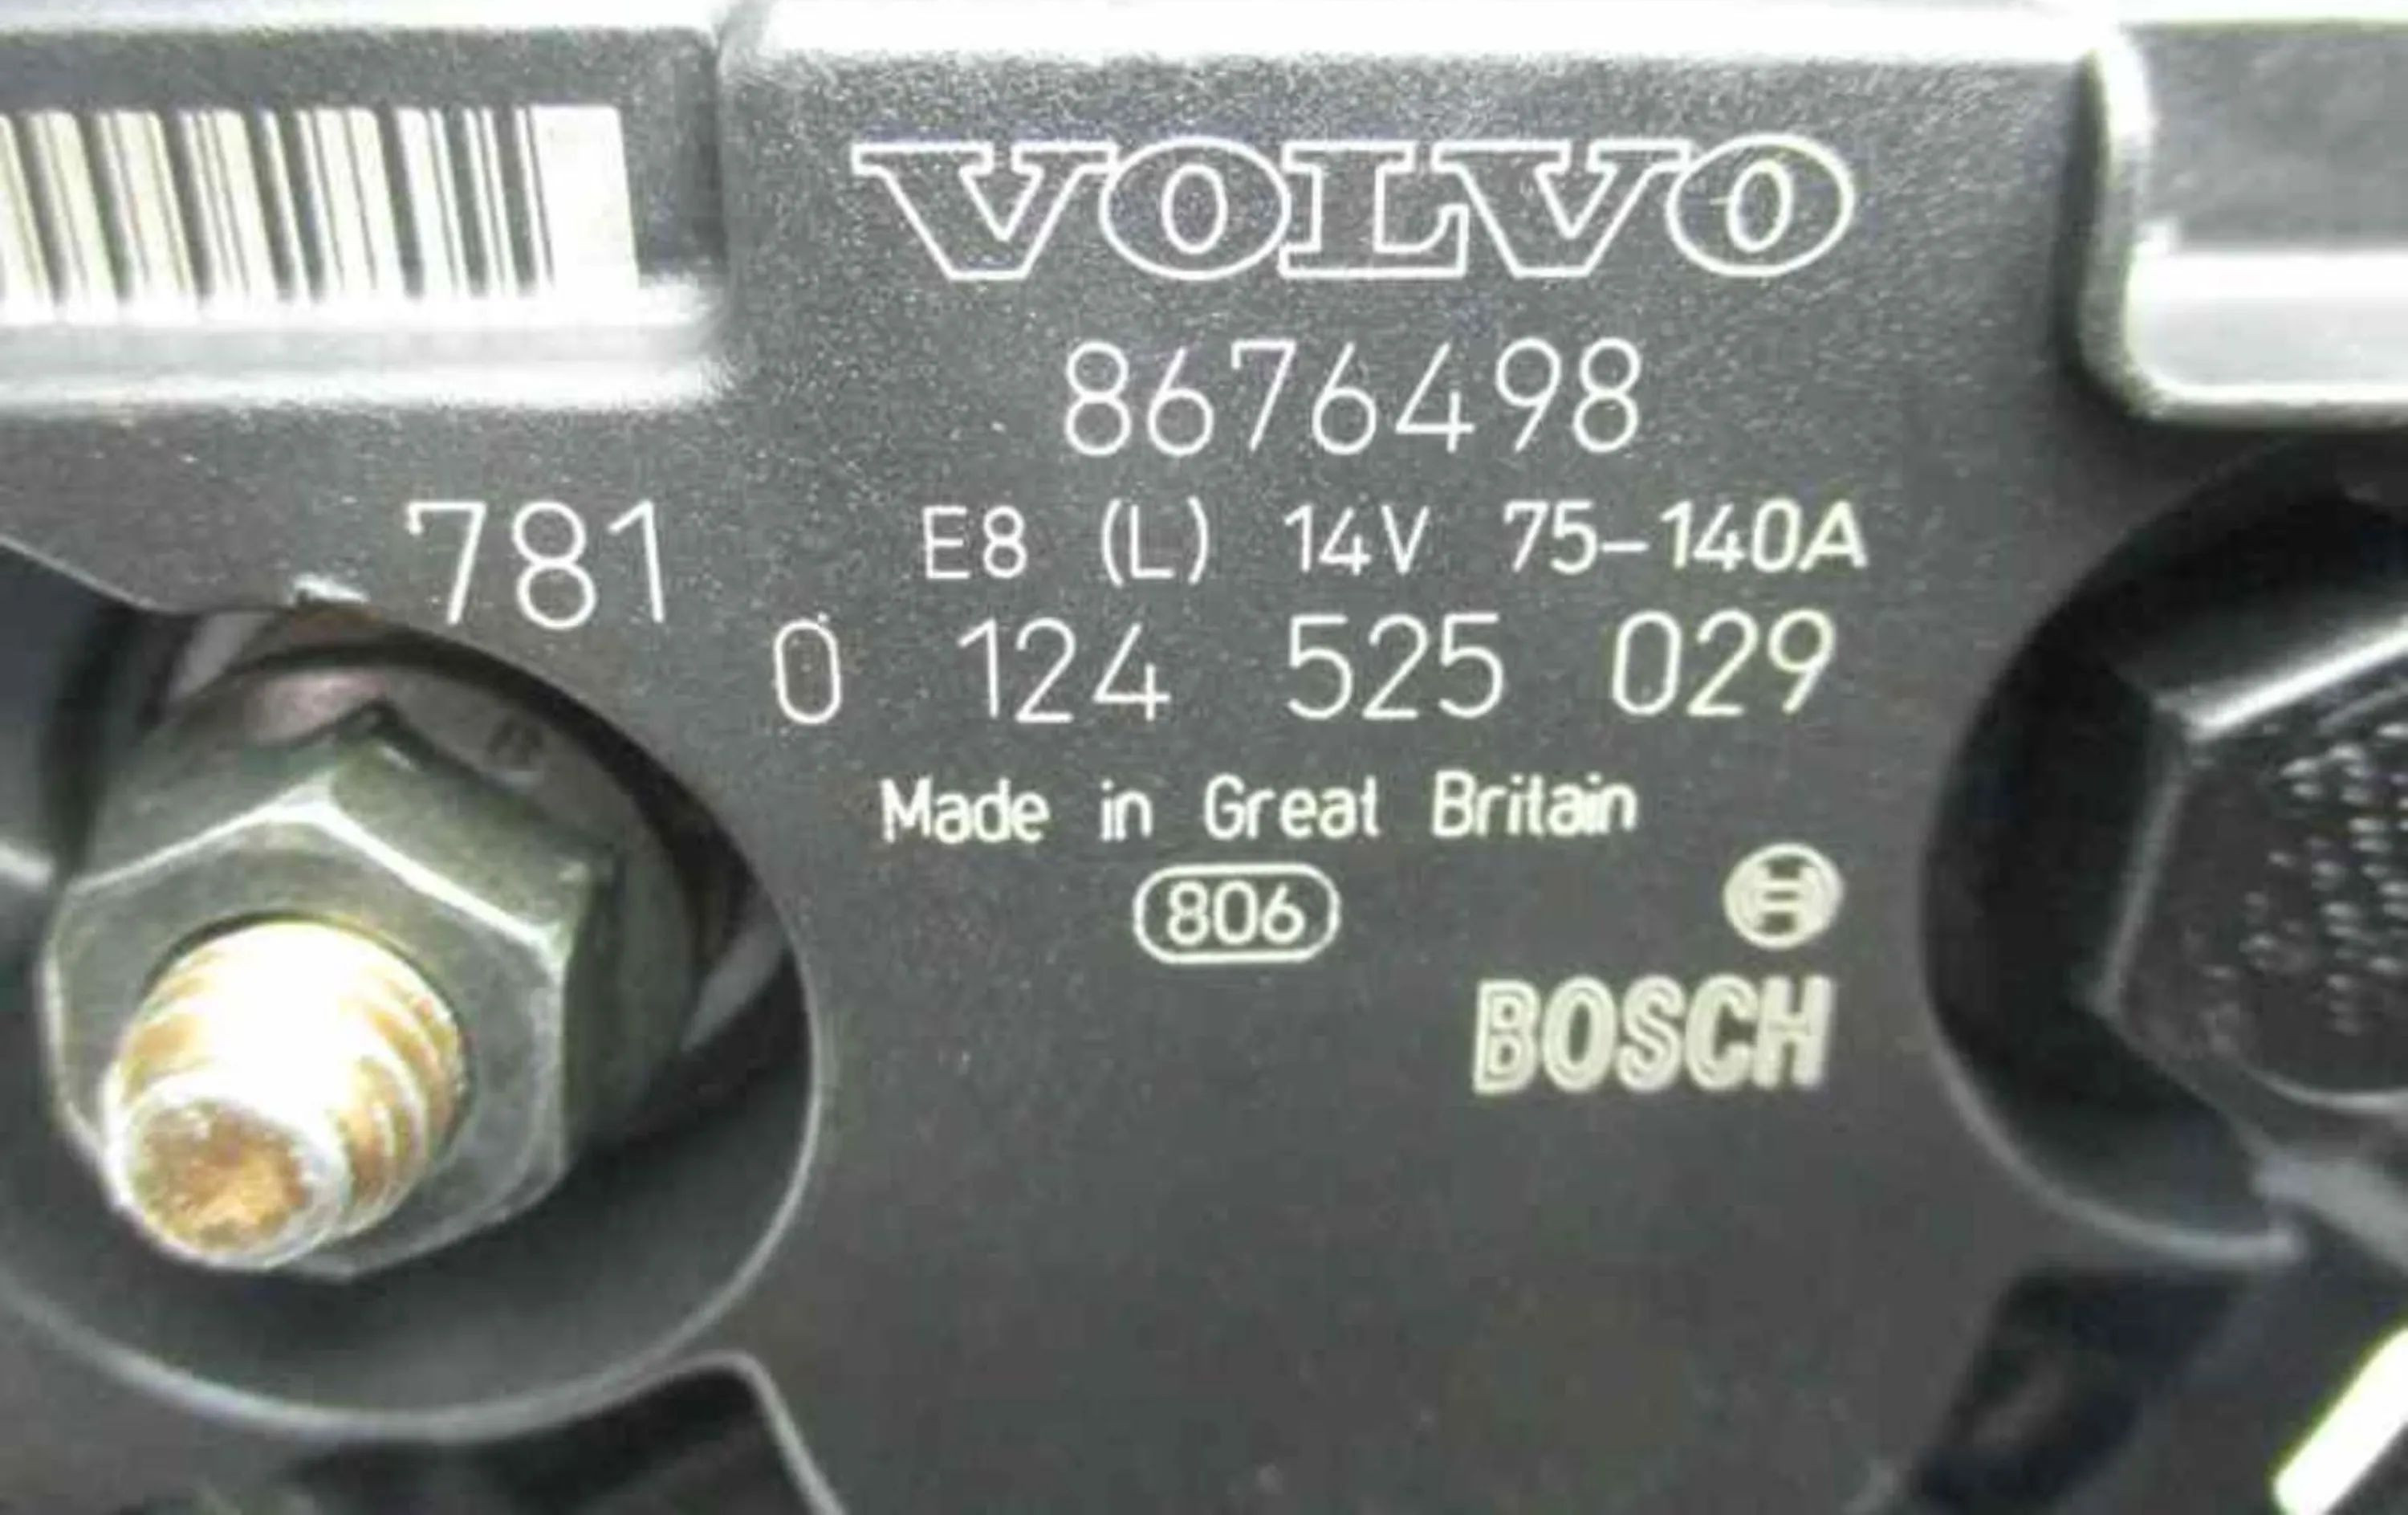 VOLVO
8676498
781
E8 (L) 14V 75-140A
0 124 525 029
Made in Great Britain
806
BOSCH